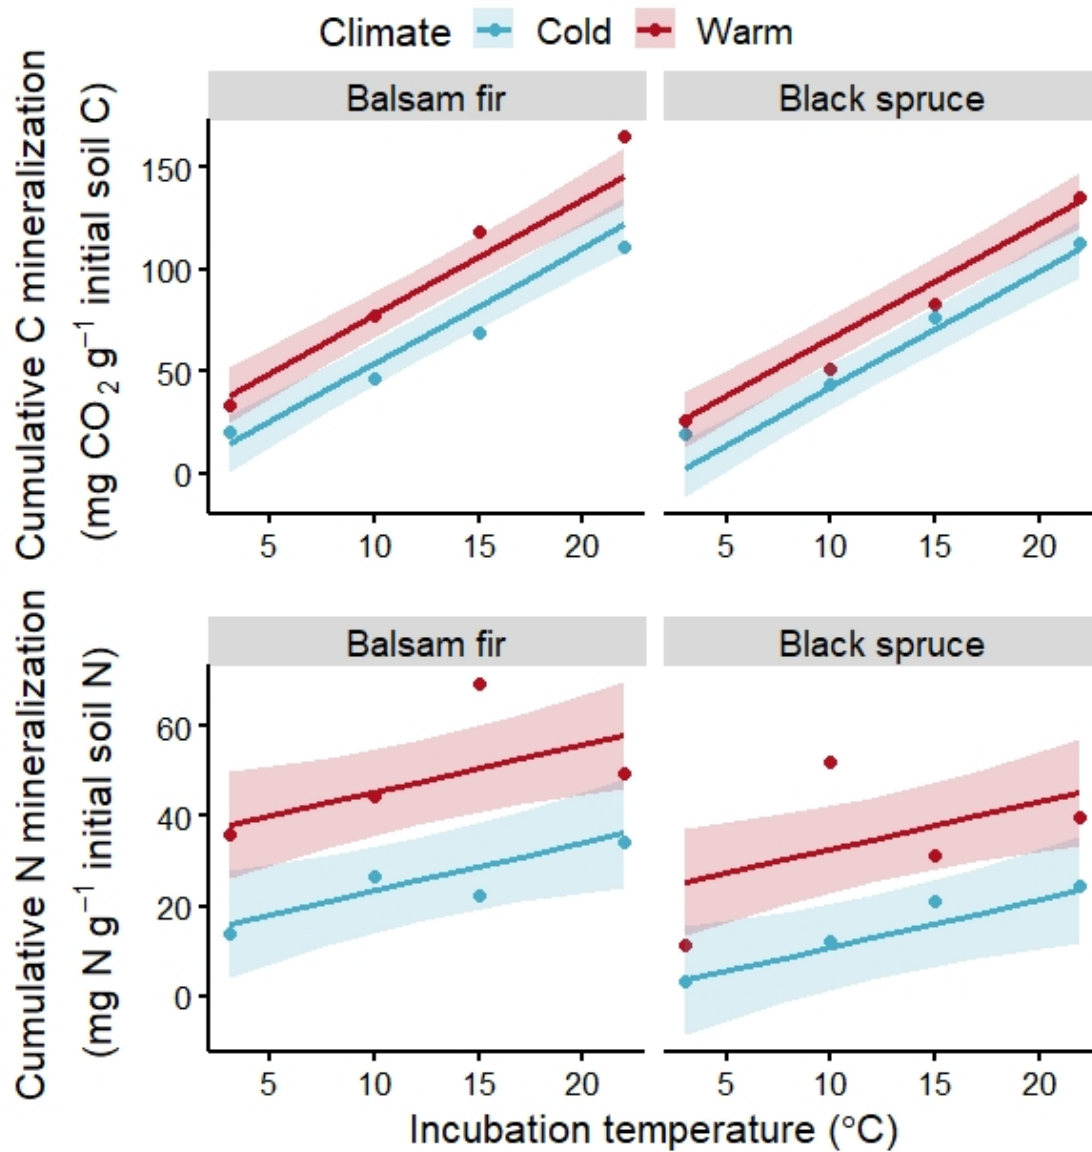 Climate Cold Warm
Cumulative C mineralization
(mg CO₂ g⁻¹ initial soil C)
Balsam fir
Black spruce
150
100
50
0
5 10 15 20
5 10 15 20
Cumulative N mineralization
(mg N g⁻¹ initial soil N)
Balsam fir
Black spruce
60
40
20
0
5 10 15 20
5 10 15 20
Incubation temperature (°C)